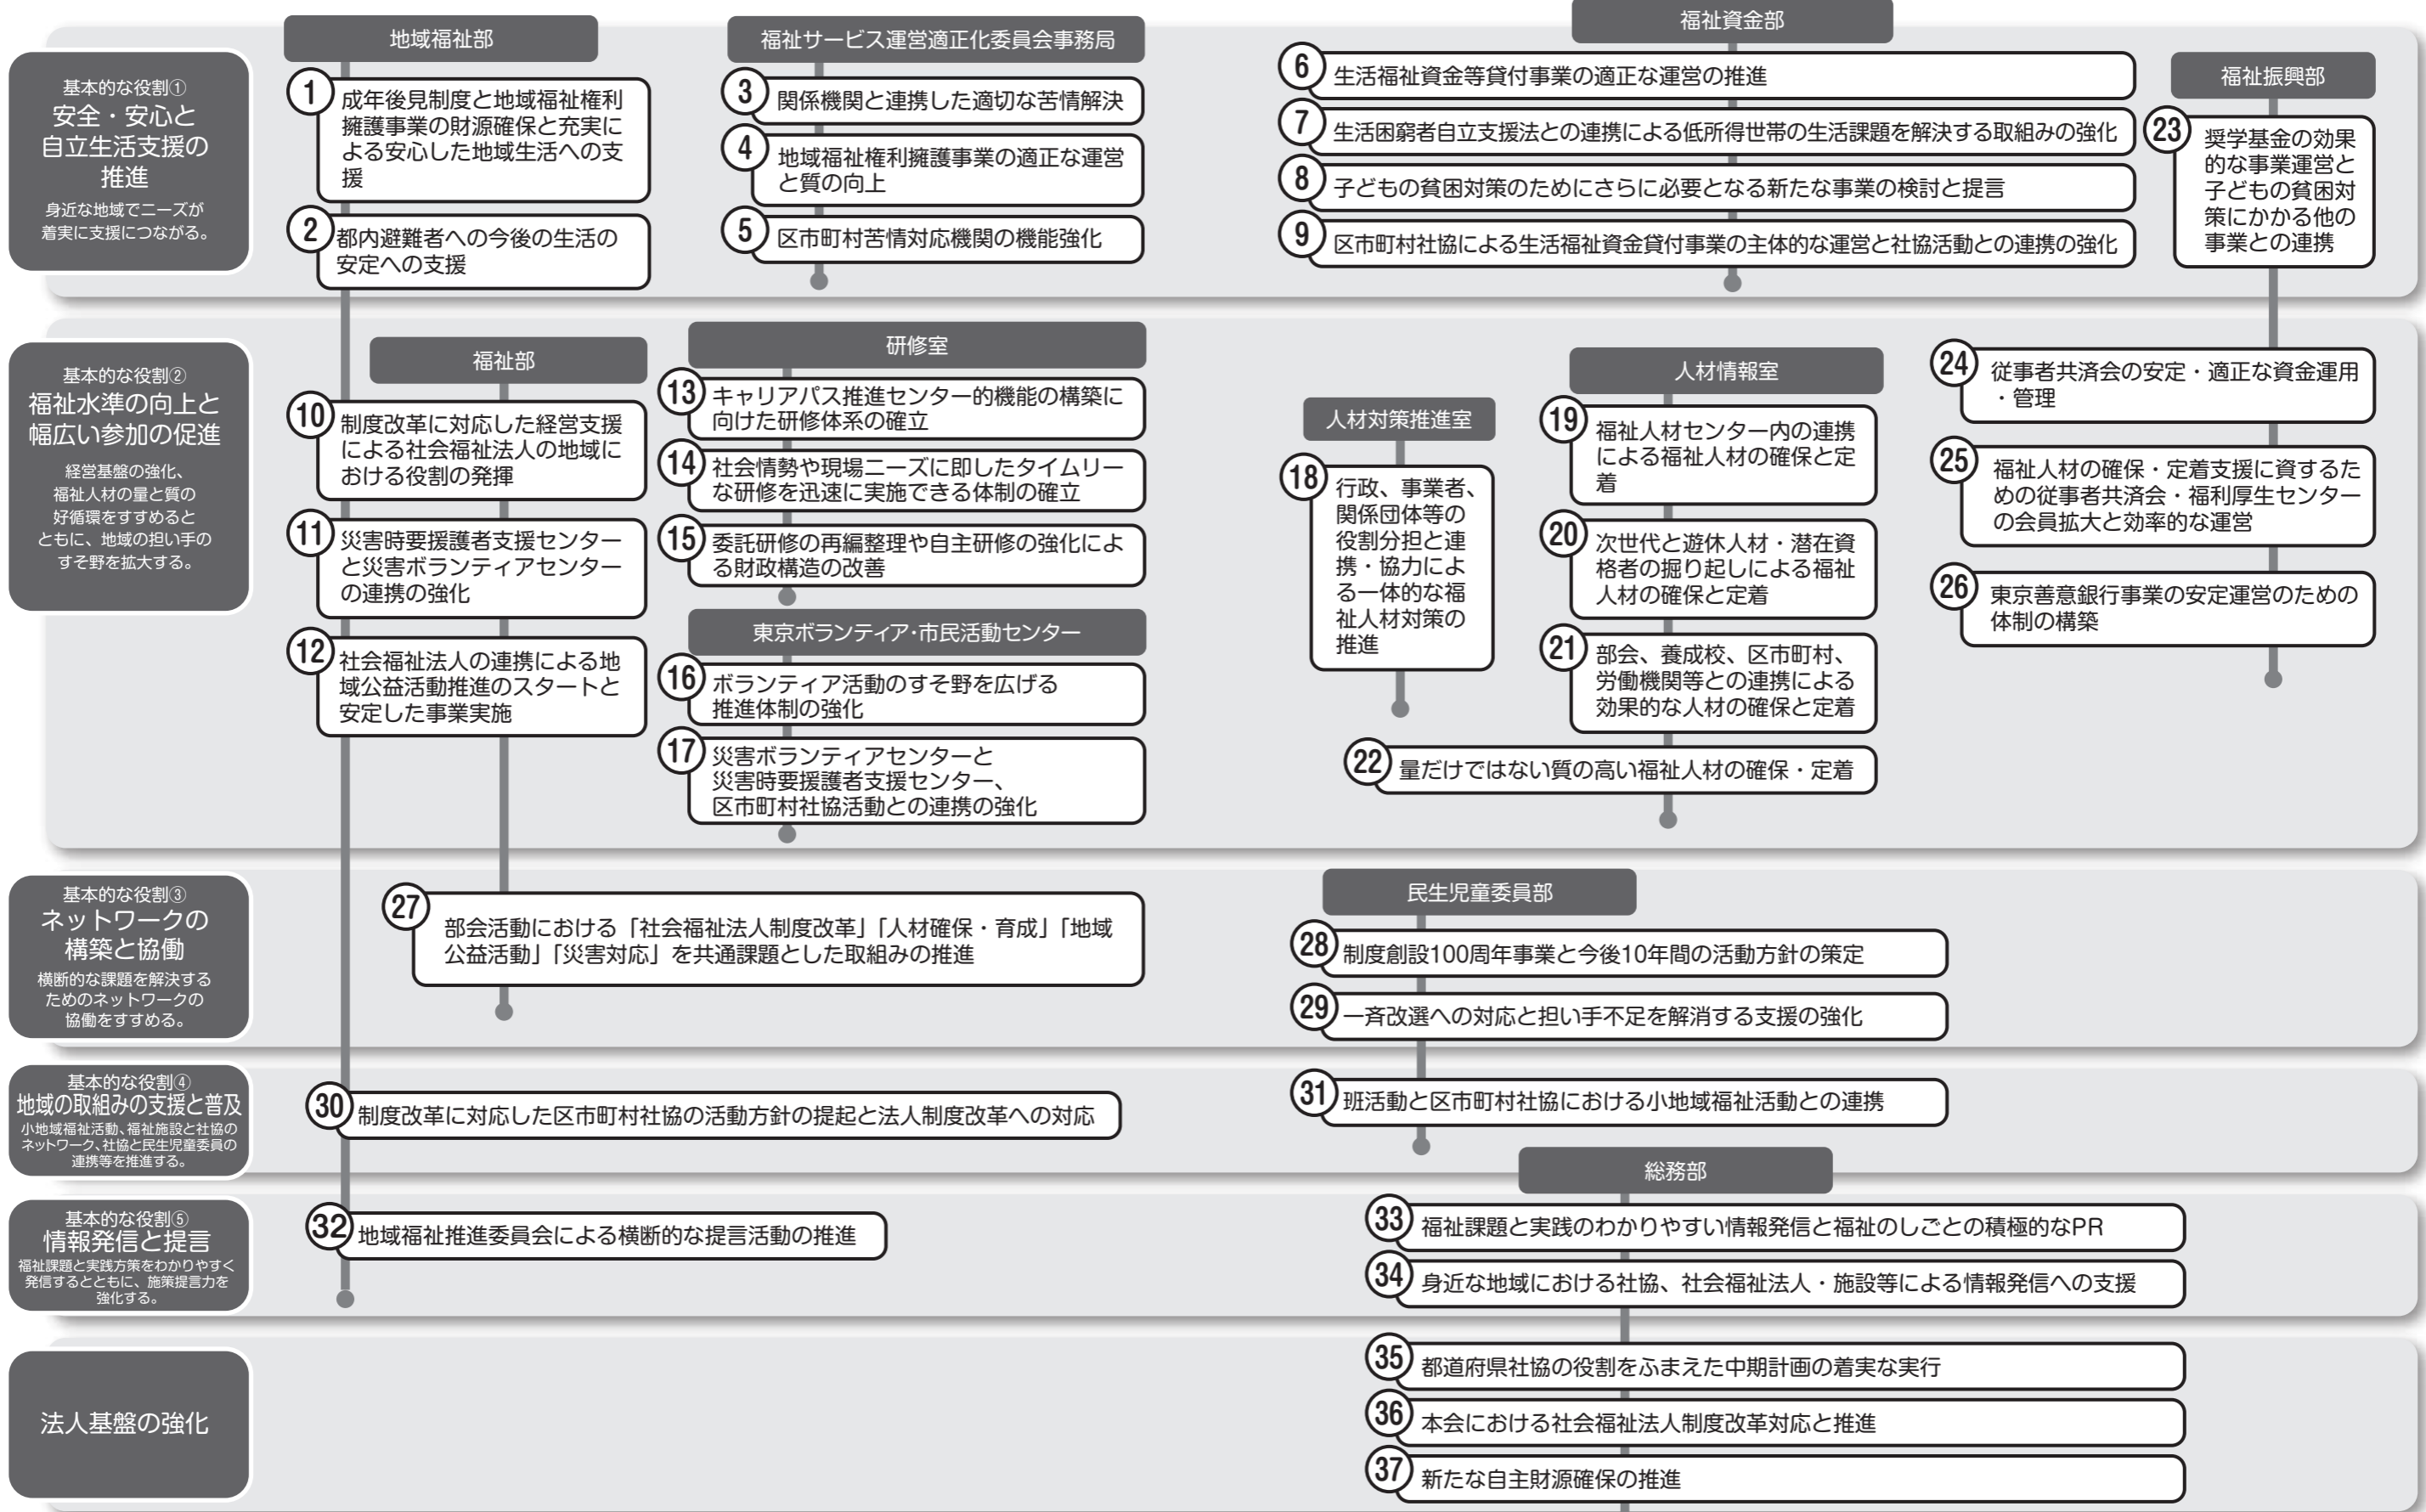 基本的な役割①
安全・安心と
自立生活支援の
推進
身近な地域でニーズが
着実に支援につながる。
地域福祉部
1
成年後見制度と地域福祉権利
擁護事業の財源確保と充実に
よる安心した地域生活への支
援
2
都内避難者への今後の生活の
安定への支援
福祉サービス運営適正化委員会事務局
3
関係機関と連携した適切な苦情解決
4
地域福祉権利擁護事業の適正な運営
と質の向上
5
区市町村苦情対応機関の機能強化
福祉資金部
6
生活福祉資金等貸付事業の適正な運営の推進
7
生活困窮者自立支援法との連携による低所得世帯の生活課題を解決する取組みの強化
8
子どもの貧困対策のためにさらに必要となる新たな事業の検討と提言
9
区市町村社協による生活福祉資金貸付事業の主体的な運営と社協活動との連携の強化
福祉振興部
23
奨学基金の効果
的な事業運営と
子どもの貧困対
策にかかる他の
事業との連携
基本的な役割②
福祉水準の向上と
幅広い参加の促進
経営基盤の強化、
福祉人材の量と質の
好循環をすすめると
ともに、地域の担い手の
すそ野を拡大する。
福祉部
10
制度改革に対応した経営支援
による社会福祉法人の地域に
おける役割の発揮
11
災害時要援護者支援センター
と災害ボランティアセンター
の連携の強化
12
社会福祉法人の連携による地
域公益活動推進のスタートと
安定した事業実施
研修室
13
キャリアパス推進センター的機能の構築に
向けた研修体系の確立
14
社会情勢や現場ニーズに即したタイムリー
な研修を迅速に実施できる体制の確立
15
委託研修の再編整理や自主研修の強化によ
る財政構造の改善
東京ボランティア・市民活動センター
16
ボランティア活動のすそ野を広げる
推進体制の強化
17
災害ボランティアセンターと
災害時要援護者支援センター、
区市町村社協活動との連携の強化
人材対策推進室
18
行政、事業者、
関係団体等の
役割分担と連
携・協力によ
る一体的な福
祉人材対策の
推進
人材情報室
19
福祉人材センター内の連携
による福祉人材の確保と定
着
20
次世代と遊休人材・潜在資
格者の掘り起しによる福祉
人材の確保と定着
21
部会、養成校、区市町村、
労働機関等との連携による
効果的な人材の確保と定着
22
量だけではない質の高い福祉人材の確保・定着
24
従事者共済会の安定・適正な資金運用
・管理
25
福祉人材の確保・定着支援に資するた
めの従事者共済会・福利厚生センター
の会員拡大と効率的な運営
26
東京善意銀行事業の安定運営のための
体制の構築
基本的な役割③
ネットワークの
構築と協働
横断的な課題を解決する
ためのネットワークの
協働をすすめる。
27
部会活動における「社会福祉法人制度改革」「人材確保・育成」「地域
公益活動」「災害対応」を共通課題とした取組みの推進
民生児童委員部
28
制度創設100周年事業と今後10年間の活動方針の策定
29
一斉改選への対応と担い手不足を解消する支援の強化
基本的な役割④
地域の取組みの支援と普及
小地域福祉活動、福祉施設と社協の
ネットワーク、社協と民生児童委員の
連携等を推進する。
30
制度改革に対応した区市町村社協の活動方針の提起と法人制度改革への対応
31
班活動と区市町村社協における小地域福祉活動との連携
基本的な役割⑤
情報発信と提言
福祉課題と実践方策をわかりやすく
発信するとともに、施策提言力を
強化する。
32
地域福祉推進委員会による横断的な提言活動の推進
総務部
33
福祉課題と実践のわかりやすい情報発信と福祉のしごとの積極的なPR
34
身近な地域における社協、社会福祉法人・施設等による情報発信への支援
法人基盤の強化
35
都道府県社協の役割をふまえた中期計画の着実な実行
36
本会における社会福祉法人制度改革対応と推進
37
新たな自主財源確保の推進